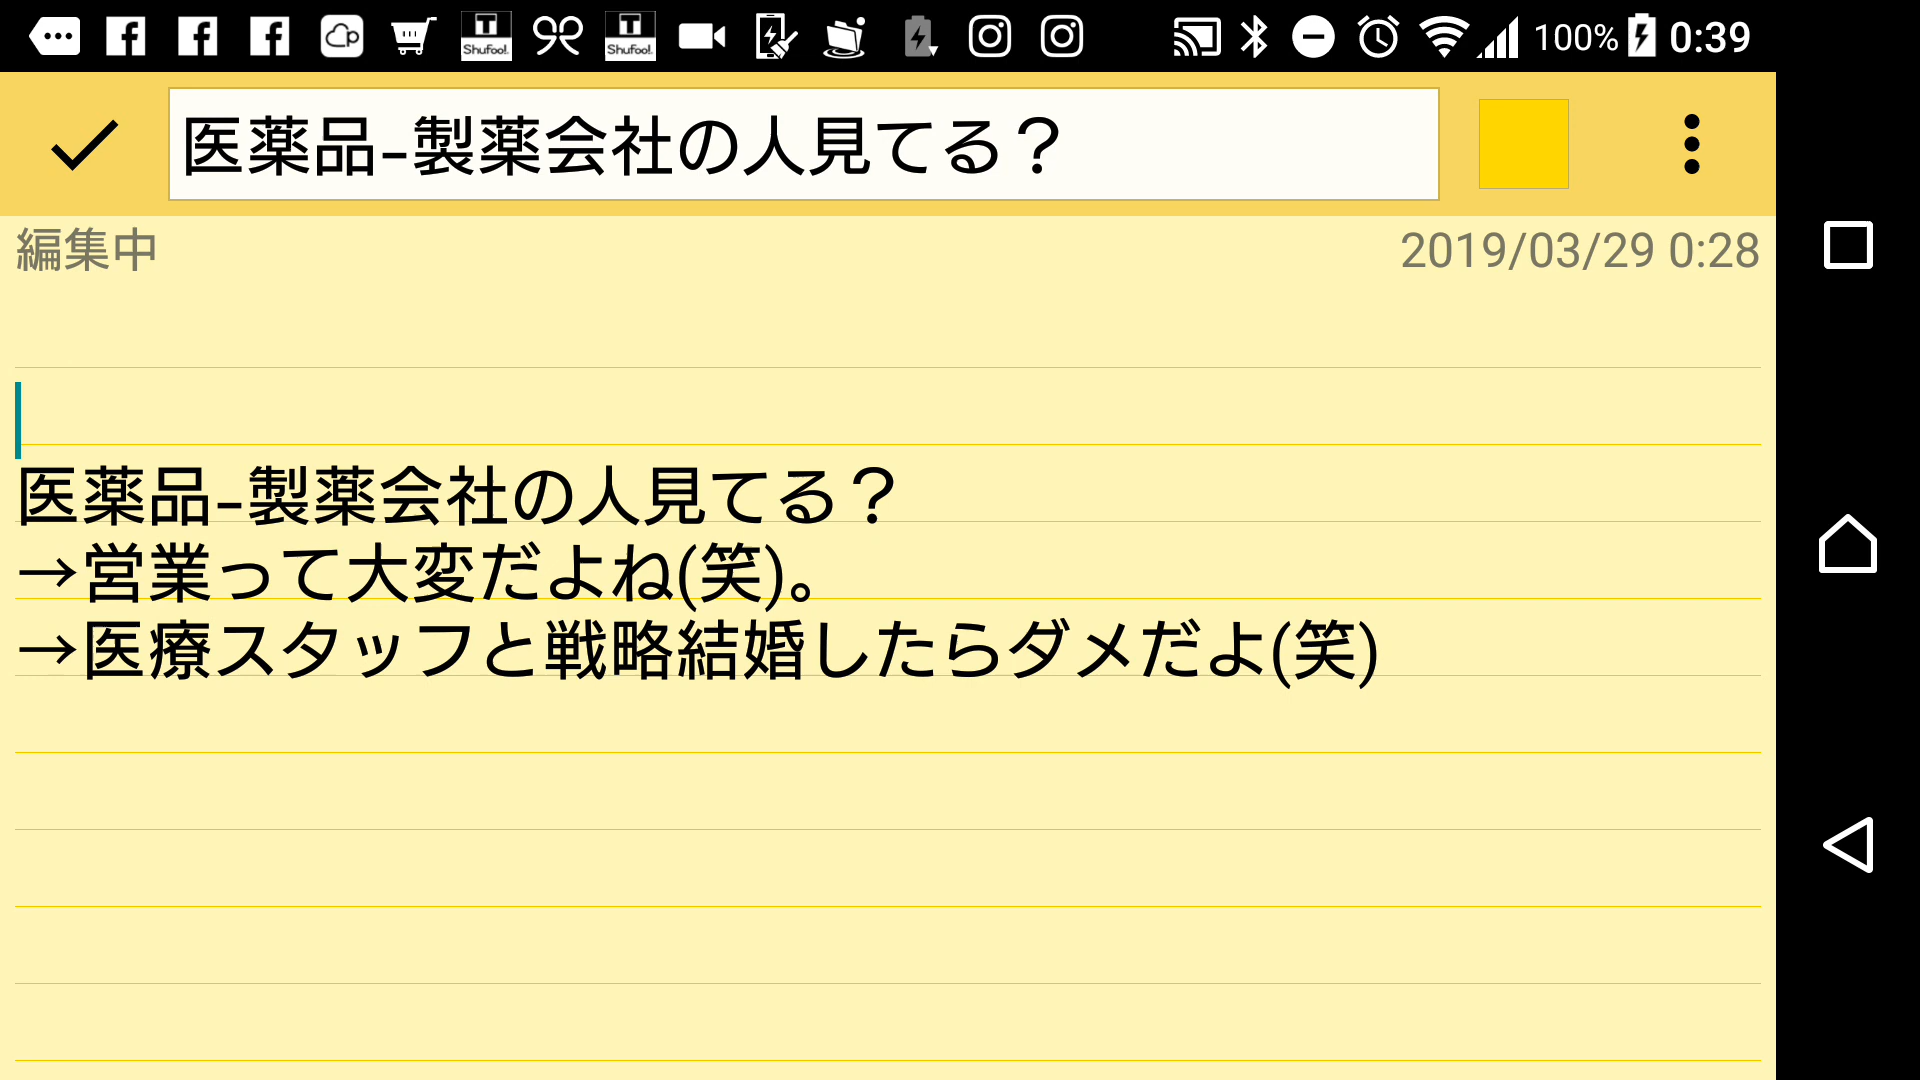 Shufoo!
Shufoo!
100%
0:39
医薬品-製薬会社の人見てる？
編集中
2019/03/29 0:28
医薬品-製薬会社の人見てる？
→営業って大変だよね(笑)。
→医療スタッフと戦略結婚したらダメだよ(笑)